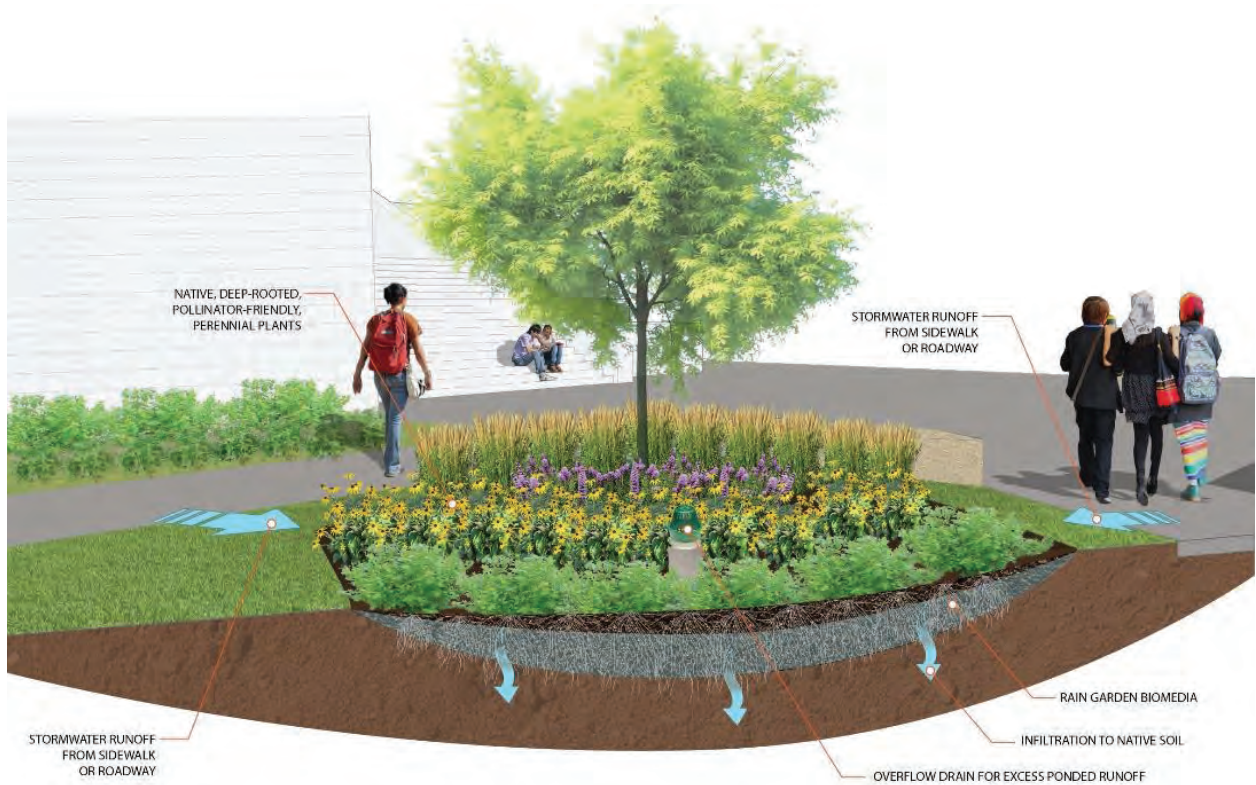 NATIVE, DEEP-ROOTED,
POLLINATOR-FRIENDLY,
PERENNIAL PLANTS
STORMWATER RUNOFF
FROM SIDEWALK
OR ROADWAY
STORMWATER RUNOFF
FROM SIDEWALK
OR ROADWAY
RAIN GARDEN BIOMEDIA
INFILTRATION TO NATIVE SOIL
OVERFLOW DRAIN FOR EXCESS PONDED RUNOFF